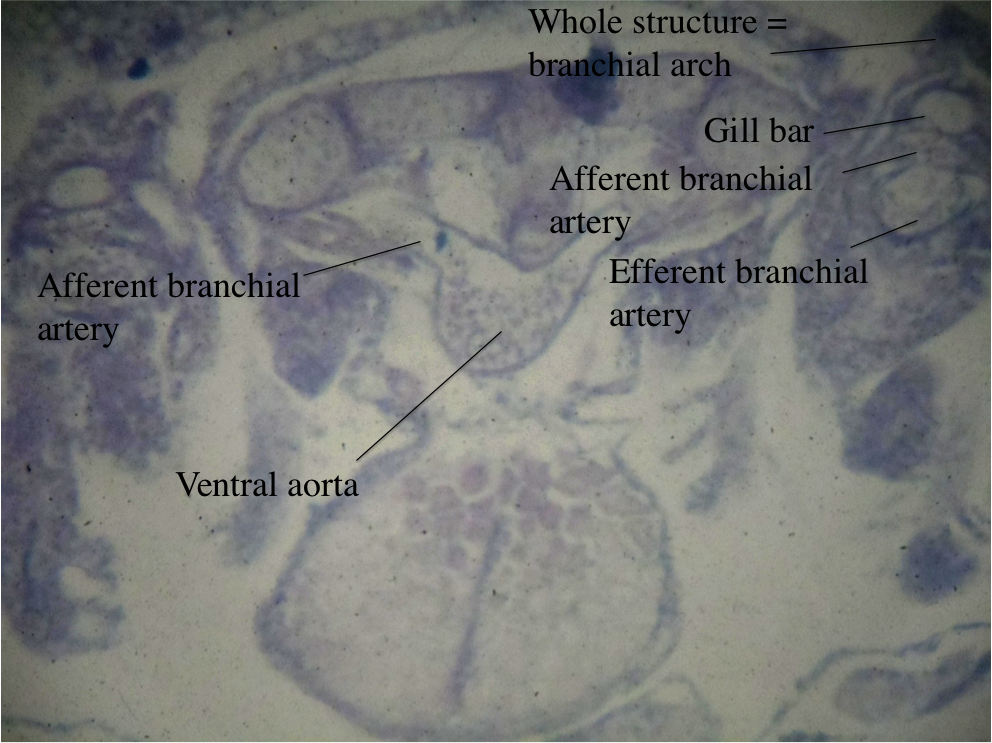 Whole structure =
branchial arch
Gill bar
Afferent branchial
artery
Efferent branchial
artery
Afferent branchial
artery
Ventral aorta